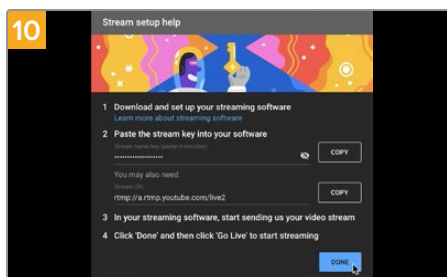 10
Stream setup help
1 Download and set up your streaming software
Learn more about streaming software
2 Paste the stream key into your software
Stream name/key (paste in encoder)
••••••••••••••••••••
COPY
You may also need:
Stream URL
rtmp://a.rtmp.youtube.com/live2
COPY
3 In your streaming software, start sending us your video stream
4 Click 'Done' and then click 'Go Live' to start streaming
DONE